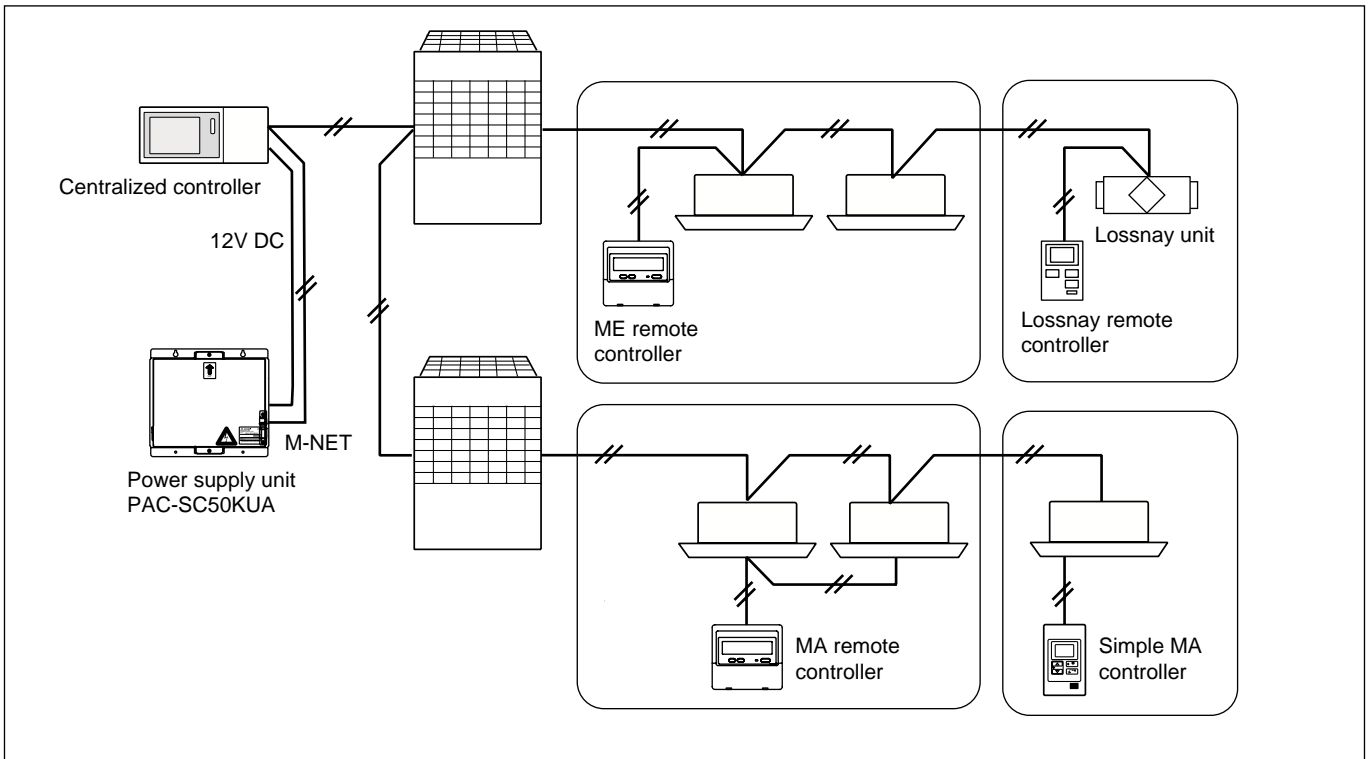 Centralized controller
12V DC
M-NET
Power supply unit
PAC-SC50KUA
ME remote
controller
Lossnay unit
Lossnay remote
controller
MA remote
controller
Simple MA
controller